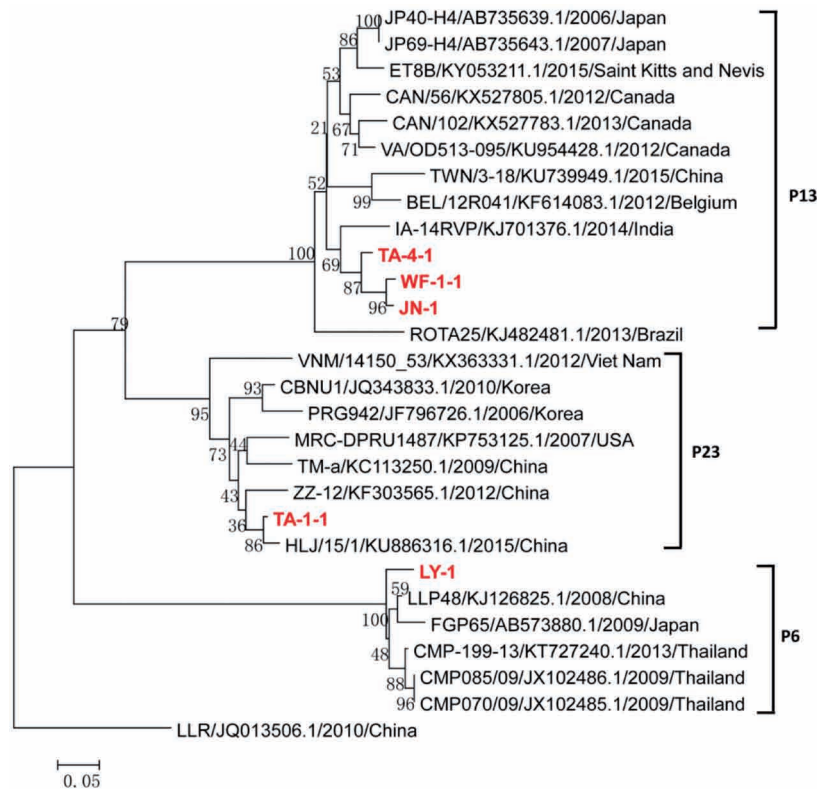 100
JP40-H4/AB735639.1/2006/Japan
86
JP69-H4/AB735643.1/2007/Japan
53
ET8B/KY053211.1/2015/Saint Kitts and Nevis
CAN/56/KX527805.1/2012/Canada
21
67
CAN/102/KX527783.1/2013/Canada
71
VA/OD513-095/KU954428.1/2012/Canada
52
TWN/3-18/KU739949.1/2015/China
99
BEL/12R041/KF614083.1/2012/Belgium
P13
IA-14RVP/KJ701376.1/2014/India
100
69
TA-4-1
87
WF-1-1
96
JN-1
79
ROTA25/KJ482481.1/2013/Brazil
VNM/14150_53/KX363331.1/2012/Viet Nam
93
CBNU1/JQ343833.1/2010/Korea
95
PRG942/JF796726.1/2006/Korea
44
MRC-DPRU1487/KP753125.1/2007/USA
73
P23
TM-a/KC113250.1/2009/China
43
ZZ-12/KF303565.1/2012/China
36
TA-1-1
86
HLJ/15/1/KU886316.1/2015/China
LY-1
59
LLP48/KJ126825.1/2008/China
100
FGP65/AB573880.1/2009/Japan
P6
48
CMP-199-13/KT727240.1/2013/Thailand
88
CMP085/09/JX102486.1/2009/Thailand
96
CMP070/09/JX102485.1/2009/Thailand
LLR/JQ013506.1/2010/China
0.05